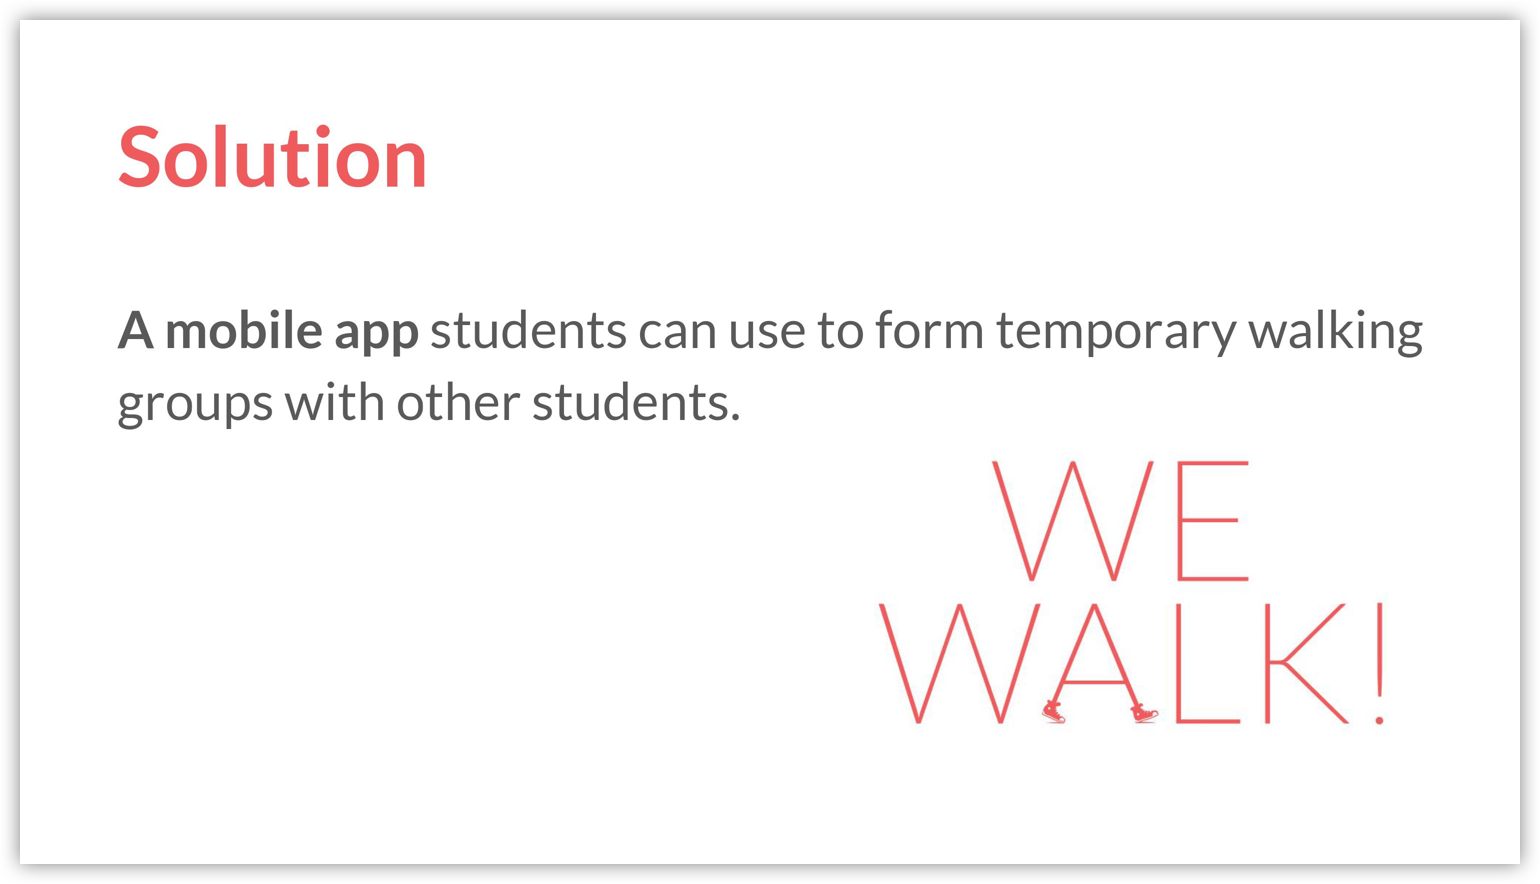 Solution
A mobile app students can use to form temporary walking
groups with other students.
WE
WALK!